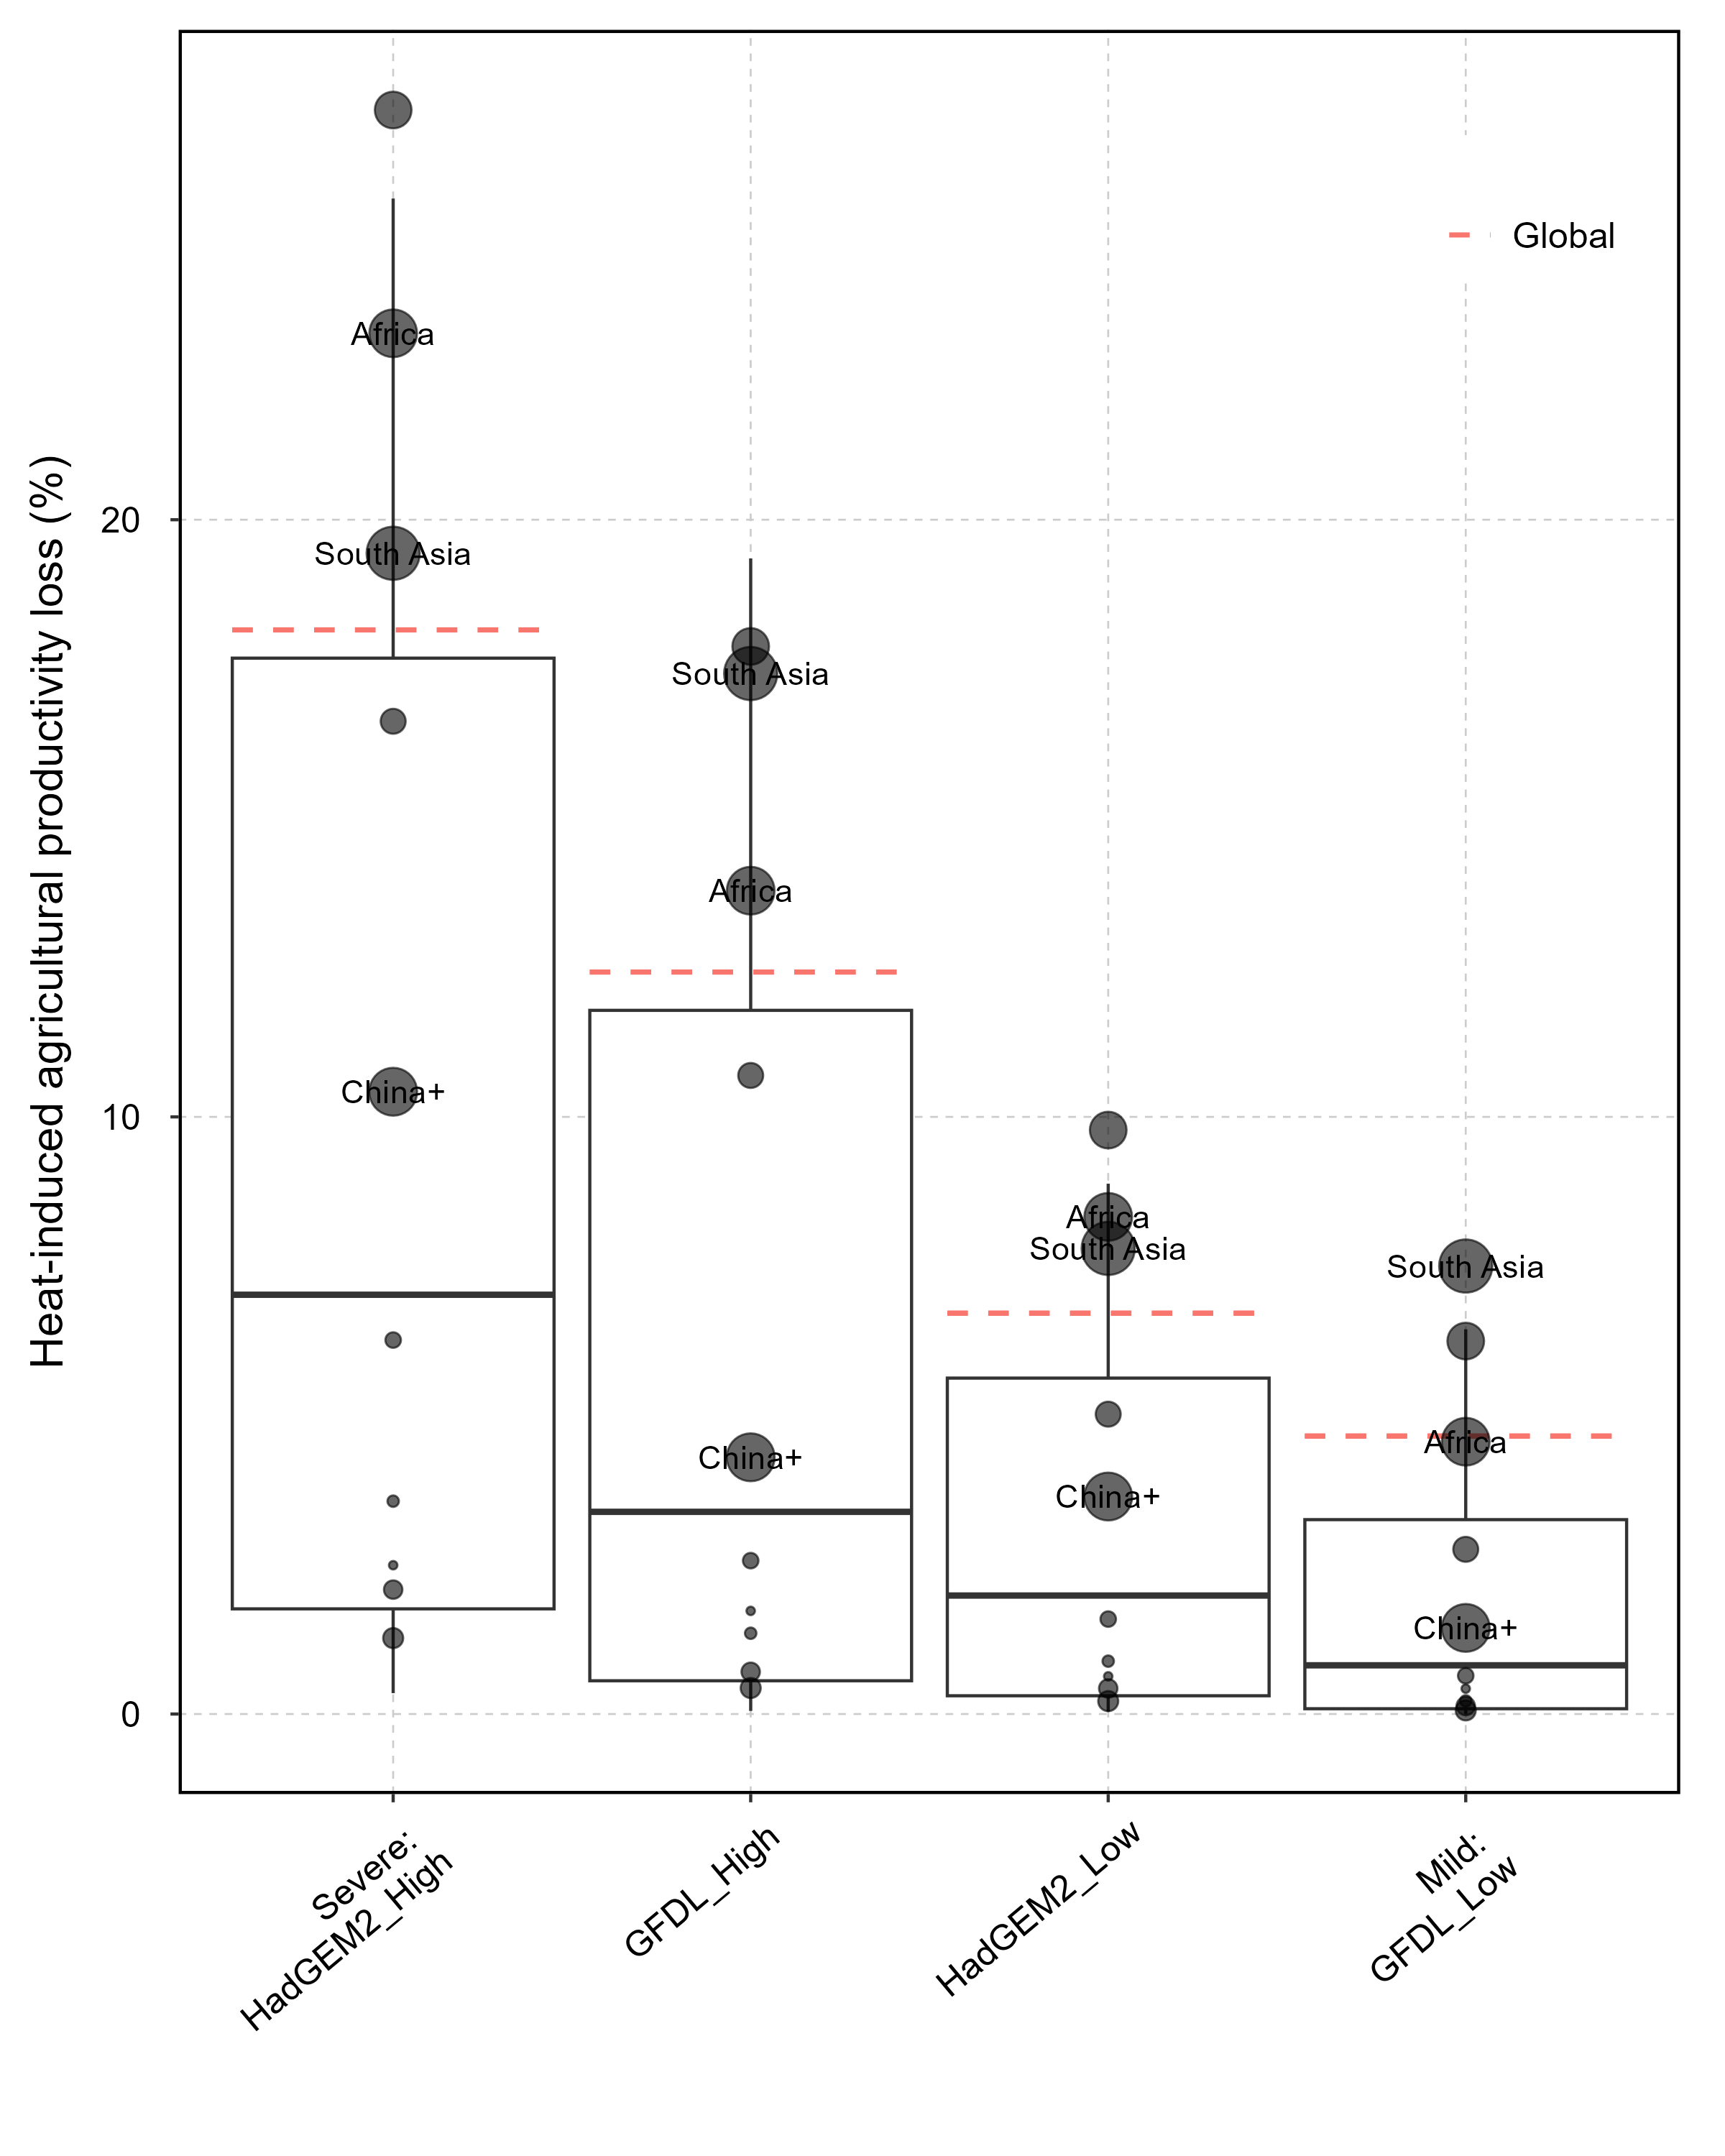 Heat-induced agricultural productivity loss (%)
20
10
0
Global
Africa
South Asia
China+
South Asia
Africa
China+
Africa
South Asia
China+
South Asia
Africa
China+
Severe:
HadGEM2_High
GFDL_High
HadGEM2_Low
Mild:
GFDL_Low